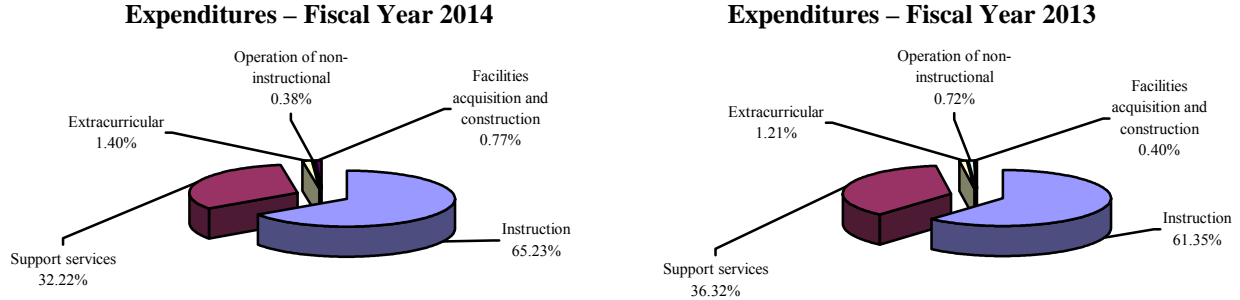 Expenditures – Fiscal Year 2014
Operation of non-
instructional
0.38%
Facilities
acquisition and
construction
0.77%
Extracurricular
1.40%
Instruction
65.23%
Support services
32.22%
Expenditures – Fiscal Year 2013
Operation of non-
instructional
0.72%
Facilities
acquisition and
construction
0.40%
Extracurricular
1.21%
Instruction
61.35%
Support services
36.32%